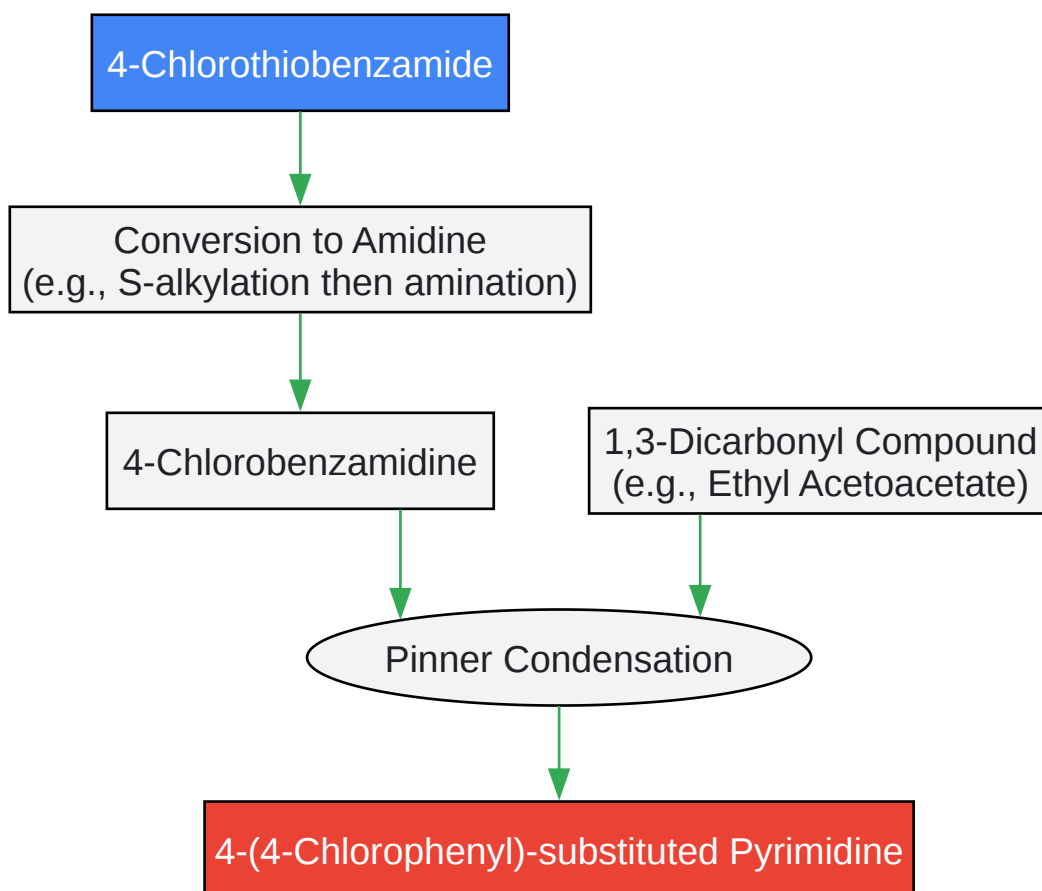 4-Chlorothiobenzamide
Conversion to Amidine
(e.g., S-alkylation then amination)
4-Chlorobenzamidine
1,3-Dicarbonyl Compound
(e.g., Ethyl Acetoacetate)
Pinner Condensation
4-(4-Chlorophenyl)-substituted Pyrimidine